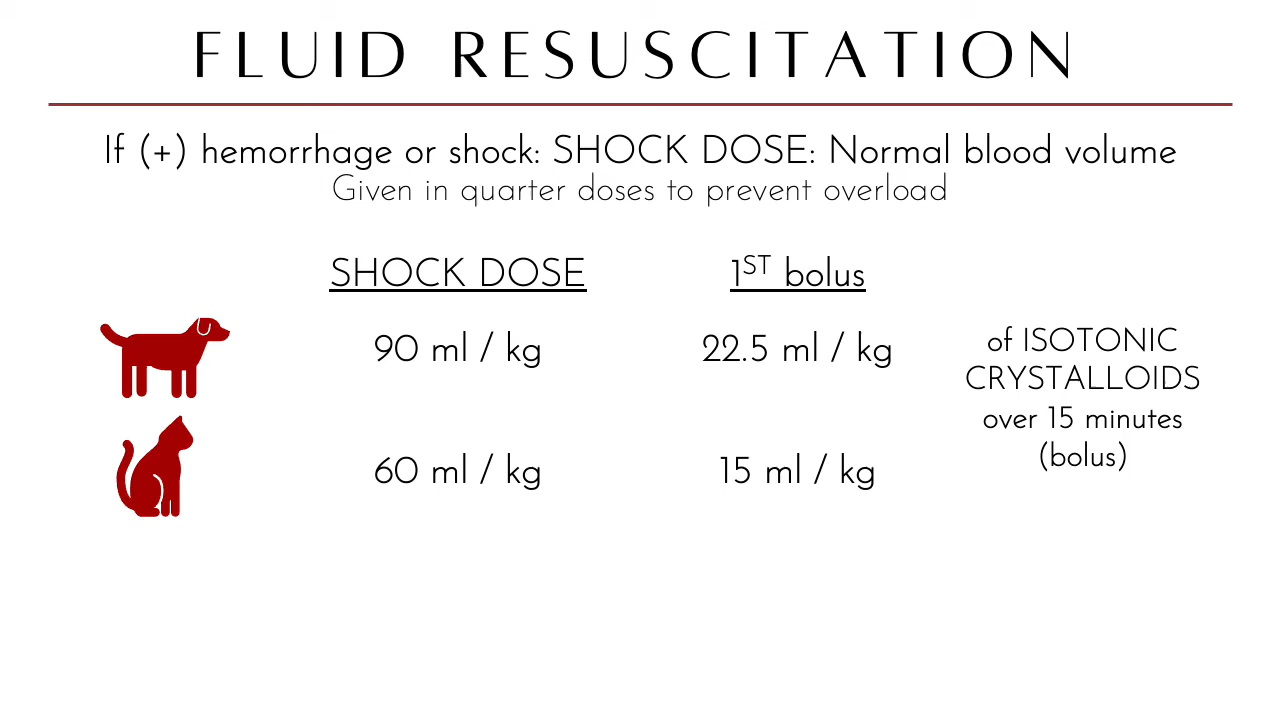 FLUID RESUSCITATION
If (+) hemorrhage or shock: SHOCK DOSE: Normal blood volume
Given in quarter doses to prevent overload
SHOCK DOSE
1ST bolus
90 ml / kg
22.5 ml / kg
60 ml / kg
15 ml / kg
of ISOTONIC
CRYSTALLOIDS
over 15 minutes
(bolus)